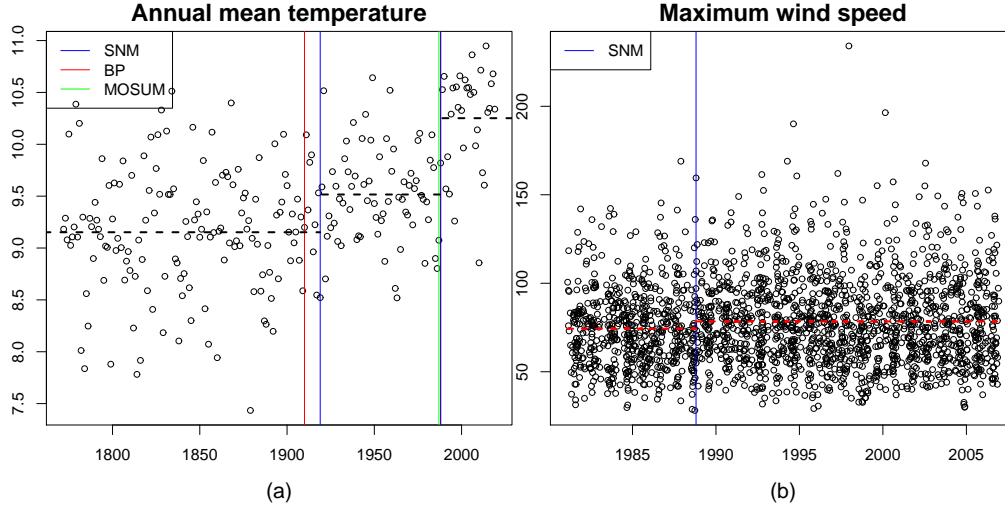 Annual mean temperature
SNM
BP
MOSUM
11.0
10.5
10.0
9.5
9.0
8.5
8.0
7.5
1800 1850 1900 1950 2000
(a)
Maximum wind speed
SNM
200
150
100
50
1985 1990 1995 2000 2005
(b)